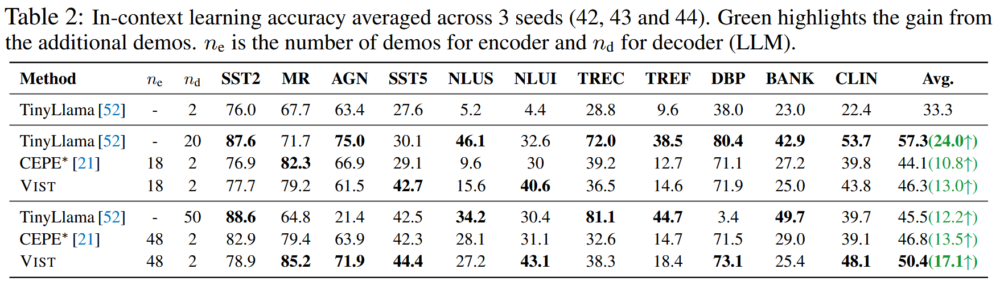 Table 2: In-context learning accuracy averaged across 3 seeds (42, 43 and 44). Green highlights the gain from
the additional demos. nₑ is the number of demos for encoder and n_d for decoder (LLM).
Method nₑ n_d SST2 MR AGN SST5 NLUS NLUI TREC TREF DBP BANK CLIN Avg.
TinyLlama [52] - 2 76.0 67.7 63.4 27.6 5.2 4.4 28.8 9.6 38.0 23.0 22.4 33.3
TinyLlama [52] - 20 87.6 71.7 75.0 30.1 46.1 32.6 72.0 38.5 80.4 42.9 53.7 57.3(24.0↑)
CEPE* [21] 18 2 76.9 82.3 66.9 29.1 9.6 30 39.2 12.7 71.1 27.2 39.8 44.1(10.8↑)
VIST 18 2 77.7 79.2 61.5 42.7 15.6 40.6 36.5 14.6 71.9 25.0 43.8 46.3(13.0↑)
TinyLlama [52] - 50 88.6 64.8 21.4 42.5 34.2 30.4 81.1 44.7 3.4 49.7 39.7 45.5(12.2↑)
CEPE* [21] 48 2 82.9 79.4 63.9 42.3 28.1 31.1 32.6 14.7 71.5 29.0 39.1 46.8(13.5↑)
VIST 48 2 78.9 85.2 71.9 44.4 27.2 43.1 38.3 18.4 73.1 25.4 48.1 50.4(17.1↑)